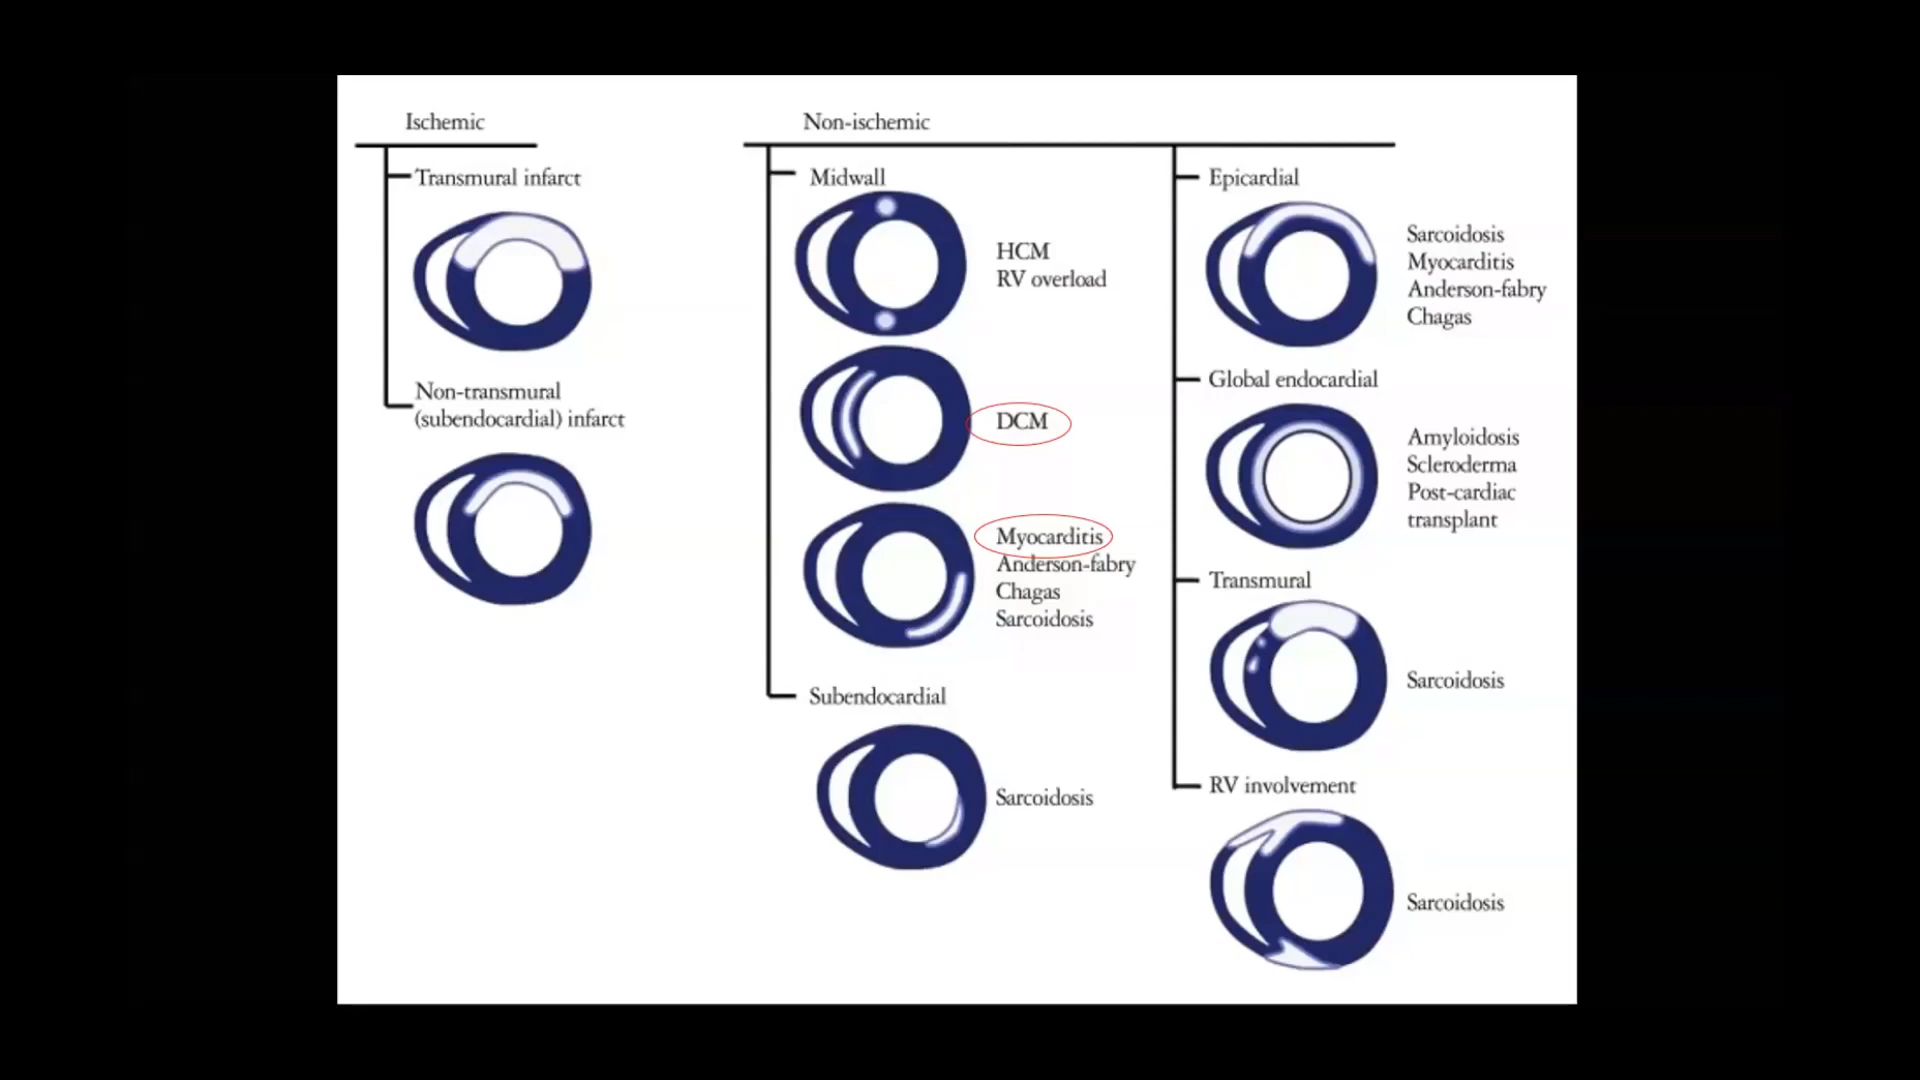 Ischemic
Transmural infarct
Non-transmural
(subendocardial) infarct
Non-ischemic
Midwall
HCM
RV overload
DCM
Myocarditis
Anderson-fabry
Chagas
Sarcoidosis
Subendocardial
Sarcoidosis
Epicardial
Sarcoidosis
Myocarditis
Anderson-fabry
Chagas
Global endocardial
Amyloidosis
Scleroderma
Post-cardiac
transplant
Transmural
Sarcoidosis
RV involvement
Sarcoidosis